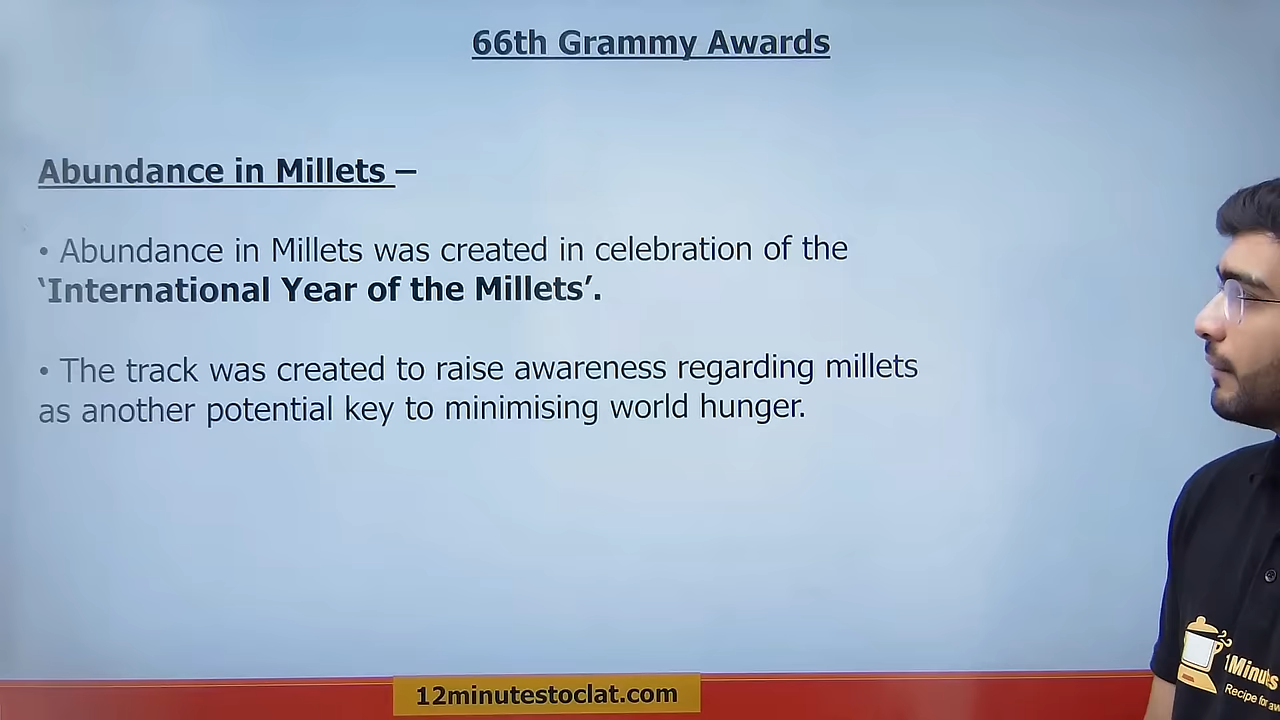 66th Grammy Awards
Abundance in Millets –
• Abundance in Millets was created in celebration of the
‘International Year of the Millets’.
• The track was created to raise awareness regarding millets
as another potential key to minimising world hunger.
12minutestoclat.com
Recipe for